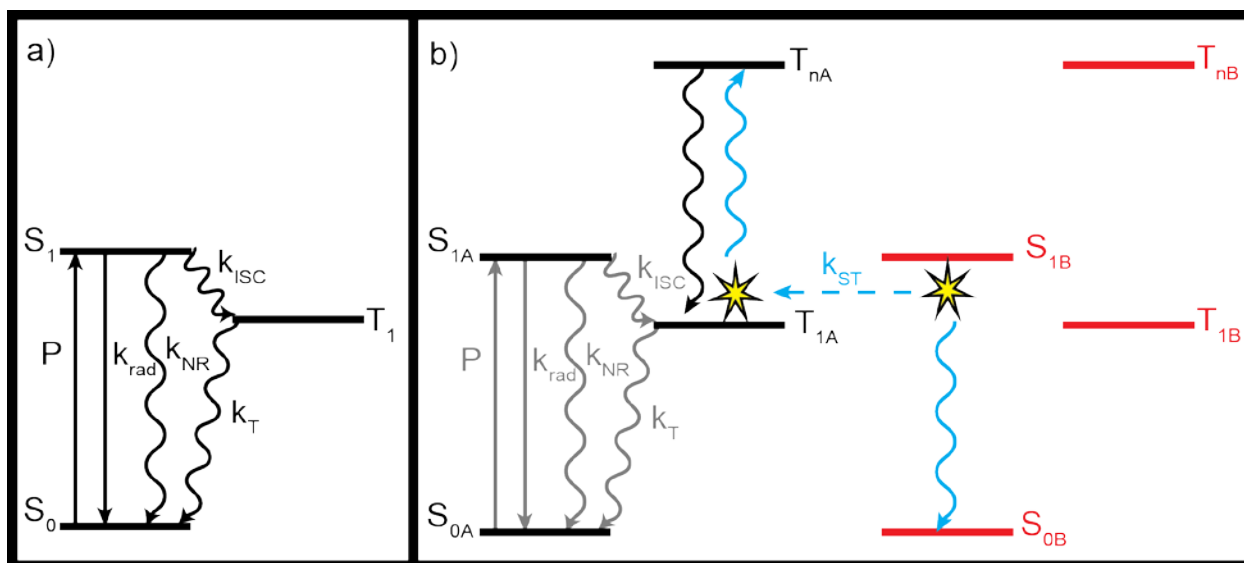 a)
S1
kISC
T1
P
krad
kNR
kT
S0
b)
TnA
TnB
S1A
kISC
kST
S1B
T1A
T1B
P
krad
kNR
kT
S0A
S0B